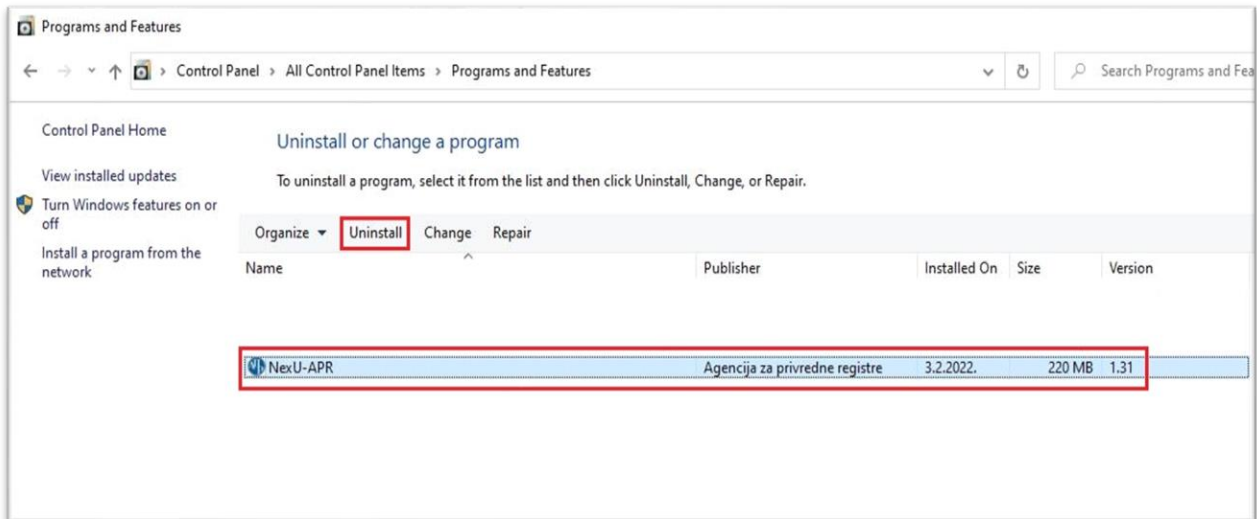 Programs and Features
Control Panel > All Control Panel Items > Programs and Features
Search Programs and Fea
Control Panel Home
View installed updates
Turn Windows features on or
off
Install a program from the
network
Uninstall or change a program
To uninstall a program, select it from the list and then click Uninstall, Change, or Repair.
Organize Uninstall Change Repair
Name Publisher Installed On Size Version
NexU-APR Agencija za privredne registre 3.2.2022. 220 MB 1.31